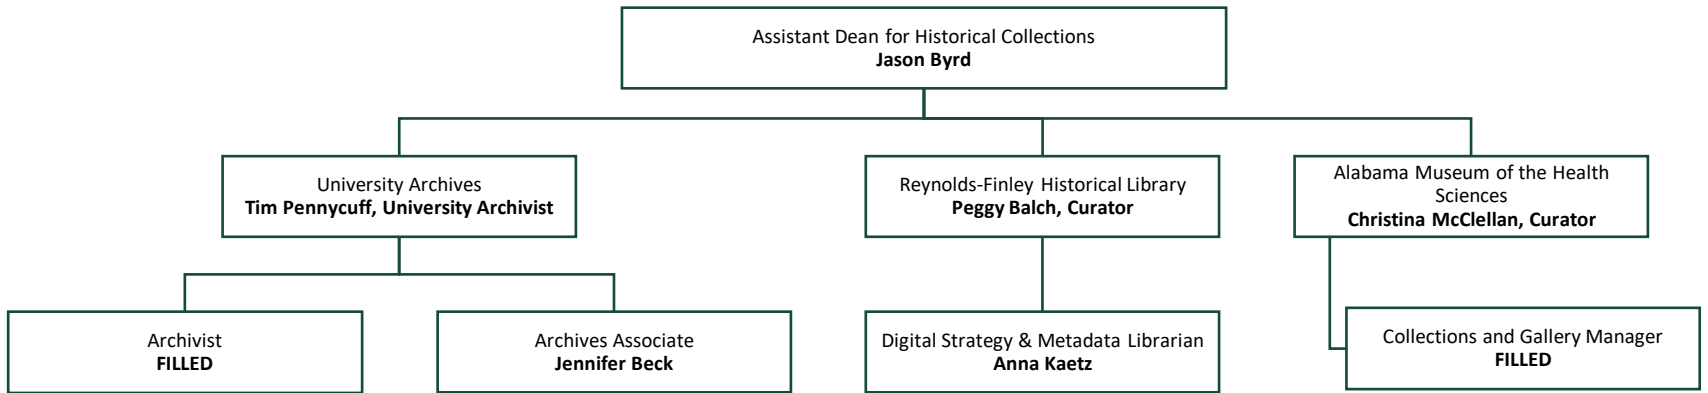 Assistant Dean for Historical Collections
Jason Byrd
University Archives
Tim Pennycuff, University Archivist
Reynolds-Finley Historical Library
Peggy Balch, Curator
Alabama Museum of the Health
Sciences
Christina McClellan, Curator
Archivist
FILLED
Archives Associate
Jennifer Beck
Digital Strategy & Metadata Librarian
Anna Kaetz
Collections and Gallery Manager
FILLED